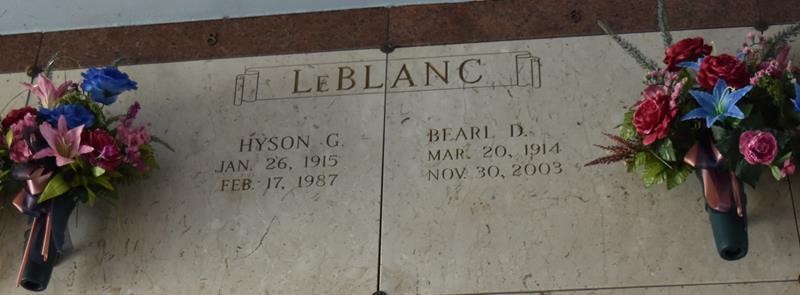 LeBLANC
HYSON G.
JAN. 26, 1915
FEB. 17, 1987
BEARL D.
MAR. 20, 1914
NOV. 30, 2003